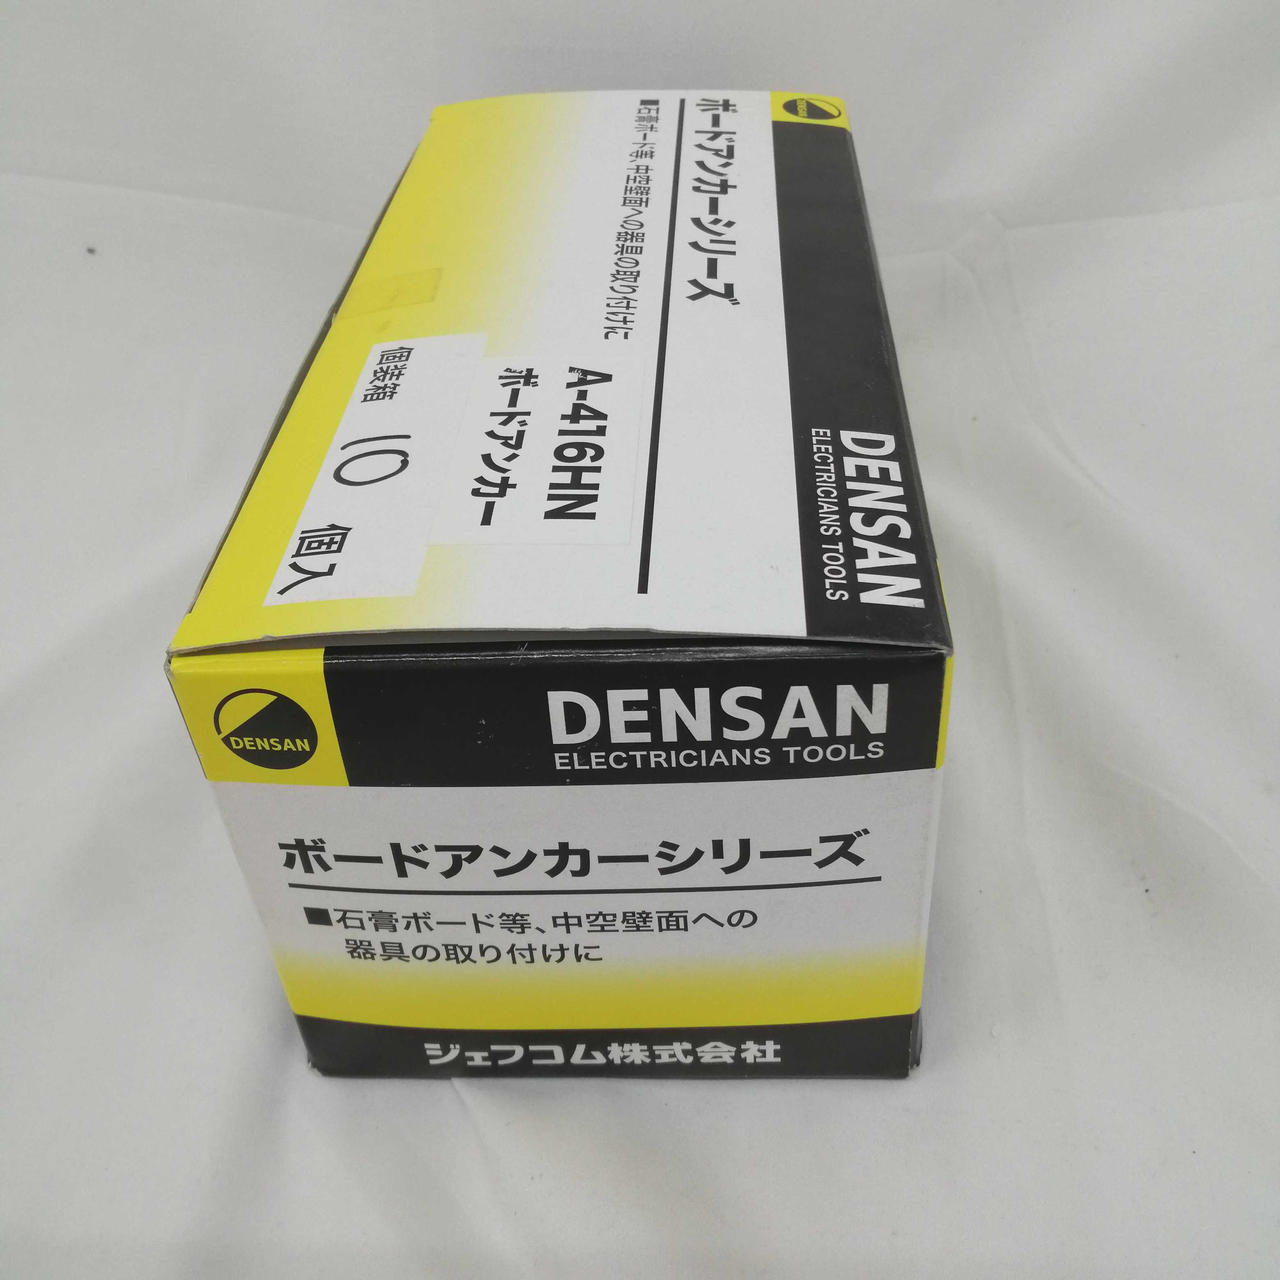 DENSAN
ボードアンカーシリーズ
■石膏ボード等、中空壁面への器具の取り付けに
DENSAN
ELECTRICIANS TOOLS
A-416HN
ボードアンカー
個装箱 10 個入
DENSAN
DENSAN
ELECTRICIANS TOOLS
ボードアンカーシリーズ
■石膏ボード等、中空壁面への
器具の取り付けに
ジェフコム株式会社